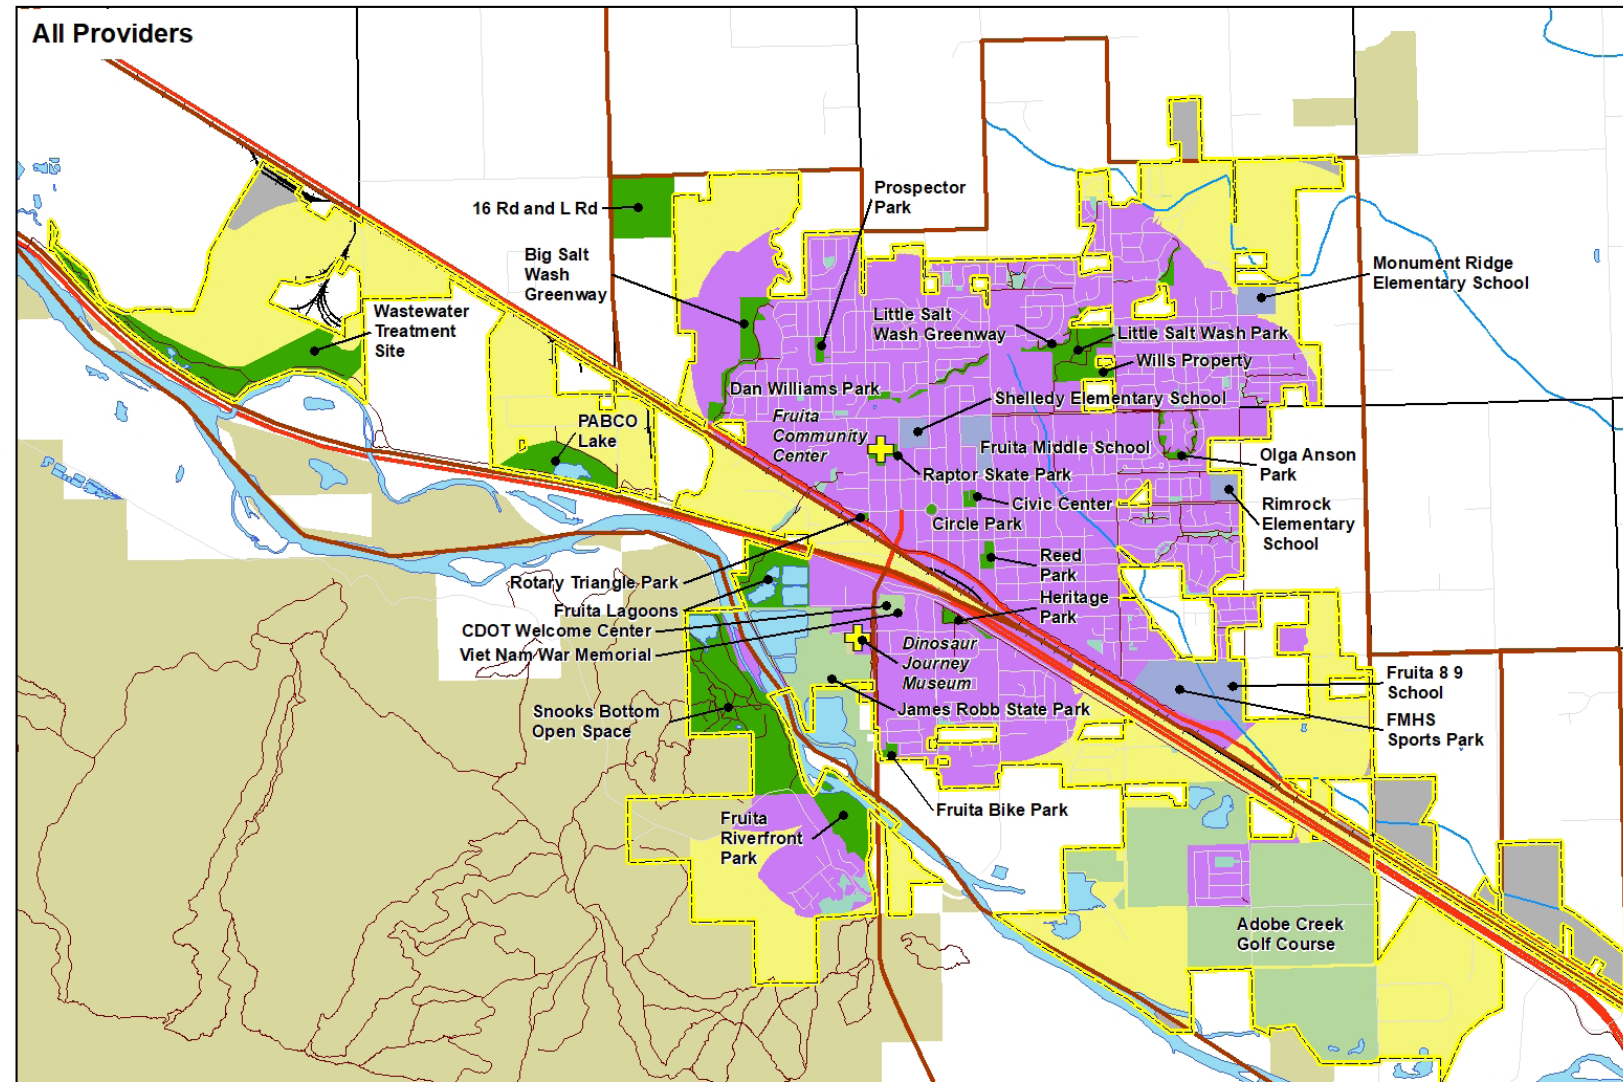 All Providers
16 Rd and L Rd
Prospector
Park
Big Salt
Wash
Greenway
Monument Ridge
Elementary School
Wastewater
Treatment
Site
Little Salt
Wash Greenway
Little Salt Wash Park
Wills Property
Dan Williams Park
Shelledy Elementary School
Fruita
Community
Center
PABCO
Lake
Fruita Middle School
Olga Anson
Park
Raptor Skate Park
Civic Center
Circle Park
Rimrock
Elementary
School
Reed
Park
Rotary Triangle Park
Heritage
Park
Fruita Lagoons
CDOT Welcome Center
Viet Nam War Memorial
Dinosaur
Journey
Museum
Fruita 8 9
School
Snooks Bottom
Open Space
James Robb State Park
FMHS
Sports Park
Fruita Bike Park
Fruita
Riverfront
Park
Adobe Creek
Golf Course